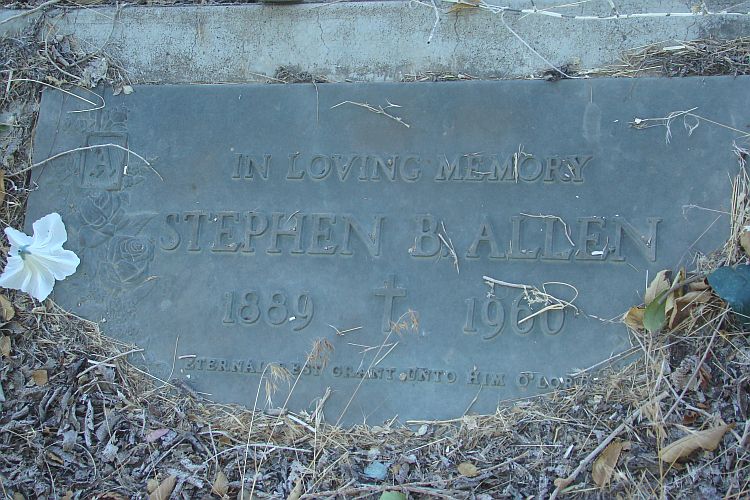 IN LOVING MEMORY
STEPHEN B. ALLEN
1889 1960
ETERNAL REST GRANT UNTO HIM O'LORD